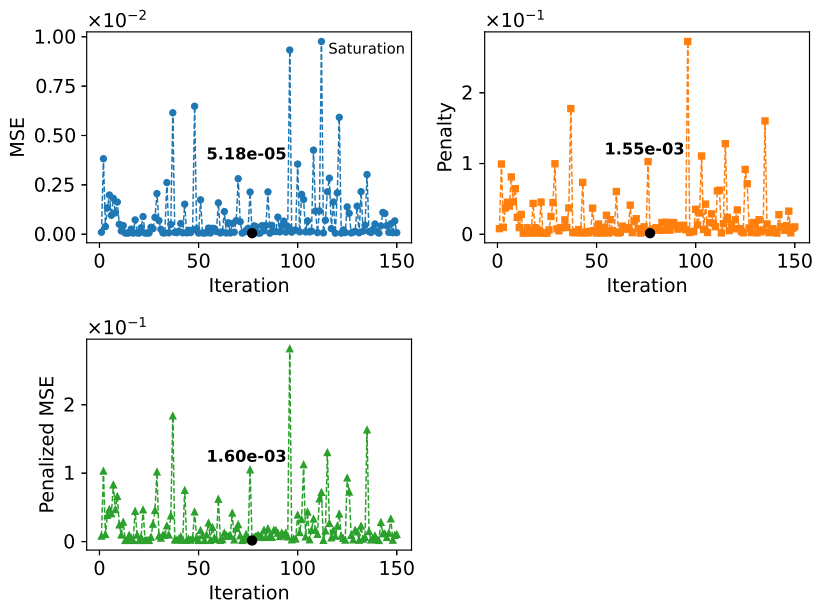 ×10⁻²
1.00
0.75
0.50
0.25
0.00
MSE
Saturation
5.18e-05
0
50
100
150
Iteration
×10⁻¹
2
1
0
Penalty
1.55e-03
0
50
100
150
Iteration
×10⁻¹
2
1
0
Penalized MSE
1.60e-03
0
50
100
150
Iteration